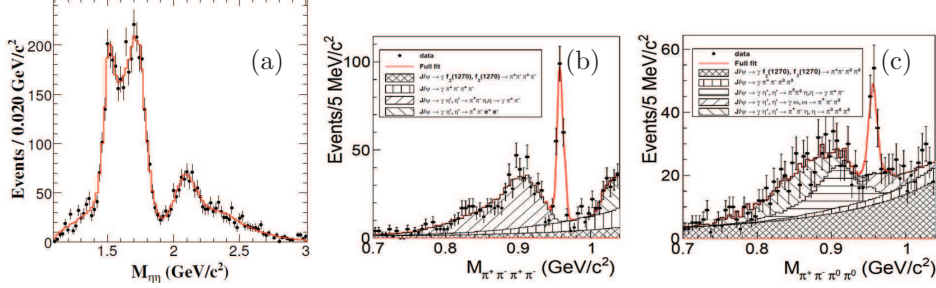 (a)
Events / 0.020 GeV/c²
200
150
100
50
0
1.5
2
2.5
3
M_ηη (GeV/c²)
(b)
Events/5 MeV/c²
100
50
0
data
Full fit
J/ψ → γ f₂(1270), f₂(1270) → π⁺π⁻π⁺π⁻
J/ψ → γ π⁺π⁻π⁺π⁻
J/ψ → γ η', η' → π⁺π⁻η, η → γ π⁺π⁻
J/ψ → γ η', η' → π⁺π⁻e⁺e⁻
0.7
0.8
0.9
1
M_π⁺π⁻π⁺π⁻ (GeV/c²)
(c)
Events/5 MeV/c²
60
40
20
0
data
Full fit
J/ψ → γ f₂(1270), f₂(1270) → π⁺π⁻π⁰π⁰
J/ψ → γ π⁺π⁻π⁰π⁰
J/ψ → γ η', η' → π⁰π⁰η, η → γ π⁺π⁻
J/ψ → γ η', η' → γ ω, ω → π⁺π⁻π⁰
J/ψ → γ η', η' → π⁺π⁻η, η → π⁰π⁰π⁰
0.7
0.8
0.9
1
M_π⁺π⁻π⁰π⁰ (GeV/c²)